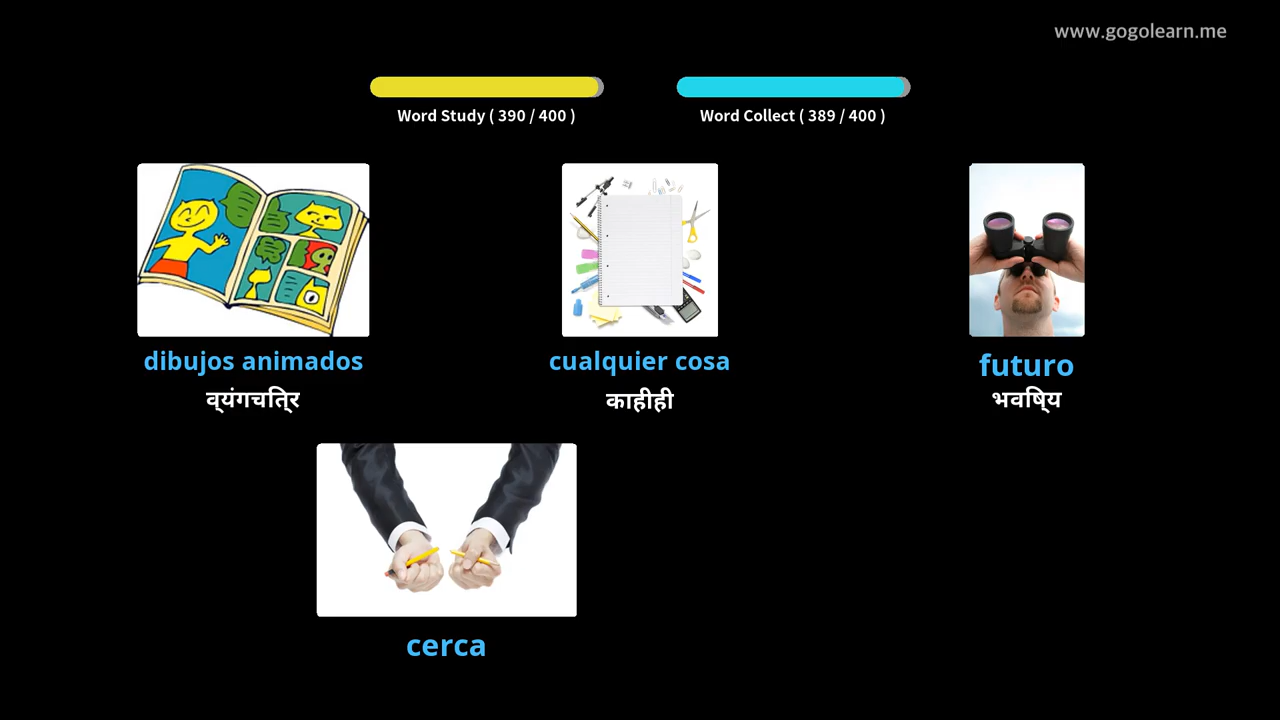 www.gogolearn.me
Word Study ( 390 / 400 )
Word Collect ( 389 / 400 )
dibujos animados
cualquier cosa
futuro
व्यंगचित्र
काहीही
भविष्य
cerca